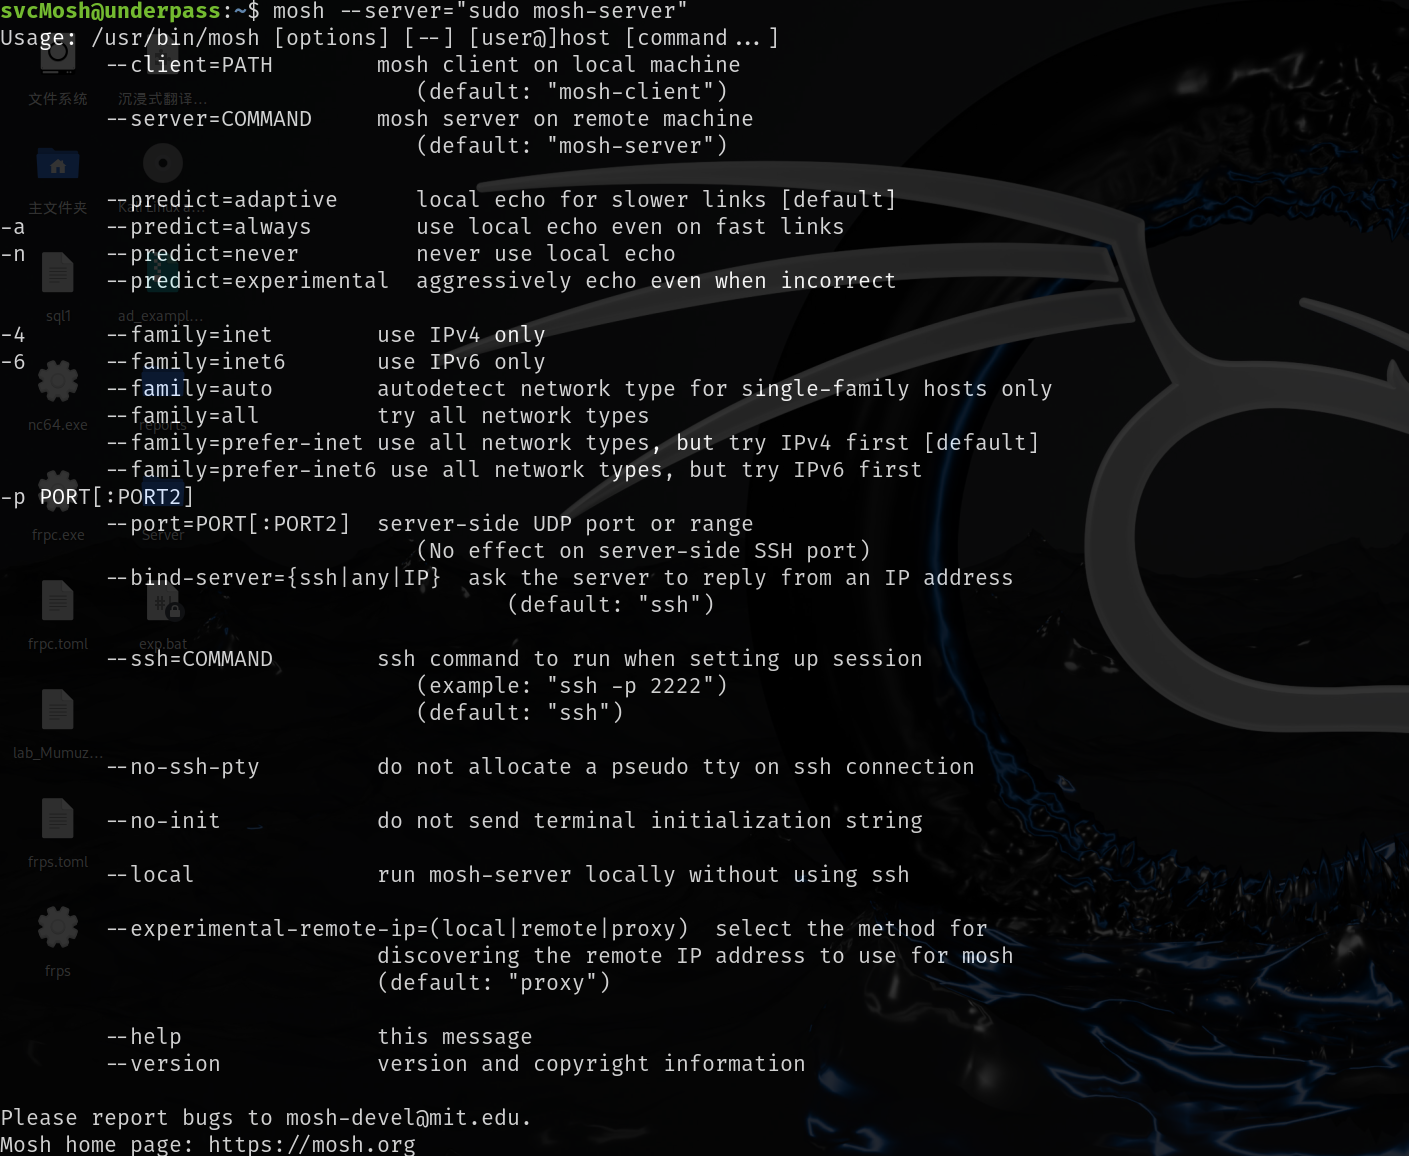 svcMosh@underpass:~$ mosh --server="sudo mosh-server"
Usage: /usr/bin/mosh [options] [--] [user@]host [command...]
        --client=PATH        mosh client on local machine
                                (default: "mosh-client")
        --server=COMMAND     mosh server on remote machine
                                (default: "mosh-server")
        --predict=adaptive      local echo for slower links [default]
-a      --predict=always        use local echo even on fast links
-n      --predict=never         never use local echo
        --predict=experimental  aggressively echo even when incorrect
-4      --family=inet        use IPv4 only
-6      --family=inet6       use IPv6 only
        --family=auto        autodetect network type for single-family hosts only
        --family=all         try all network types
        --family=prefer-inet use all network types, but try IPv4 first [default]
        --family=prefer-inet6 use all network types, but try IPv6 first
-p PORT[:PORT2]
        --port=PORT[:PORT2]  server-side UDP port or range
                                (No effect on server-side SSH port)
        --bind-server={ssh|any|IP}  ask the server to reply from an IP address
                                       (default: "ssh")
        --ssh=COMMAND        ssh command to run when setting up session
                                (example: "ssh -p 2222")
                                (default: "ssh")
        --no-ssh-pty         do not allocate a pseudo tty on ssh connection
        --no-init            do not send terminal initialization string
        --local              run mosh-server locally without using ssh
        --experimental-remote-ip=(local|remote|proxy)  select the method for
                             discovering the remote IP address to use for mosh
                             (default: "proxy")
        --help               this message
        --version            version and copyright information
Please report bugs to mosh-devel@mit.edu.
Mosh home page: https://mosh.org
文件系统
沉浸式翻译...
主文件夹
sql1
ad_exampl...
nc64.exe
reports
frpc.exe
Server
frpc.toml
exp.bat
lab_Mumuz...
frps.toml
frps